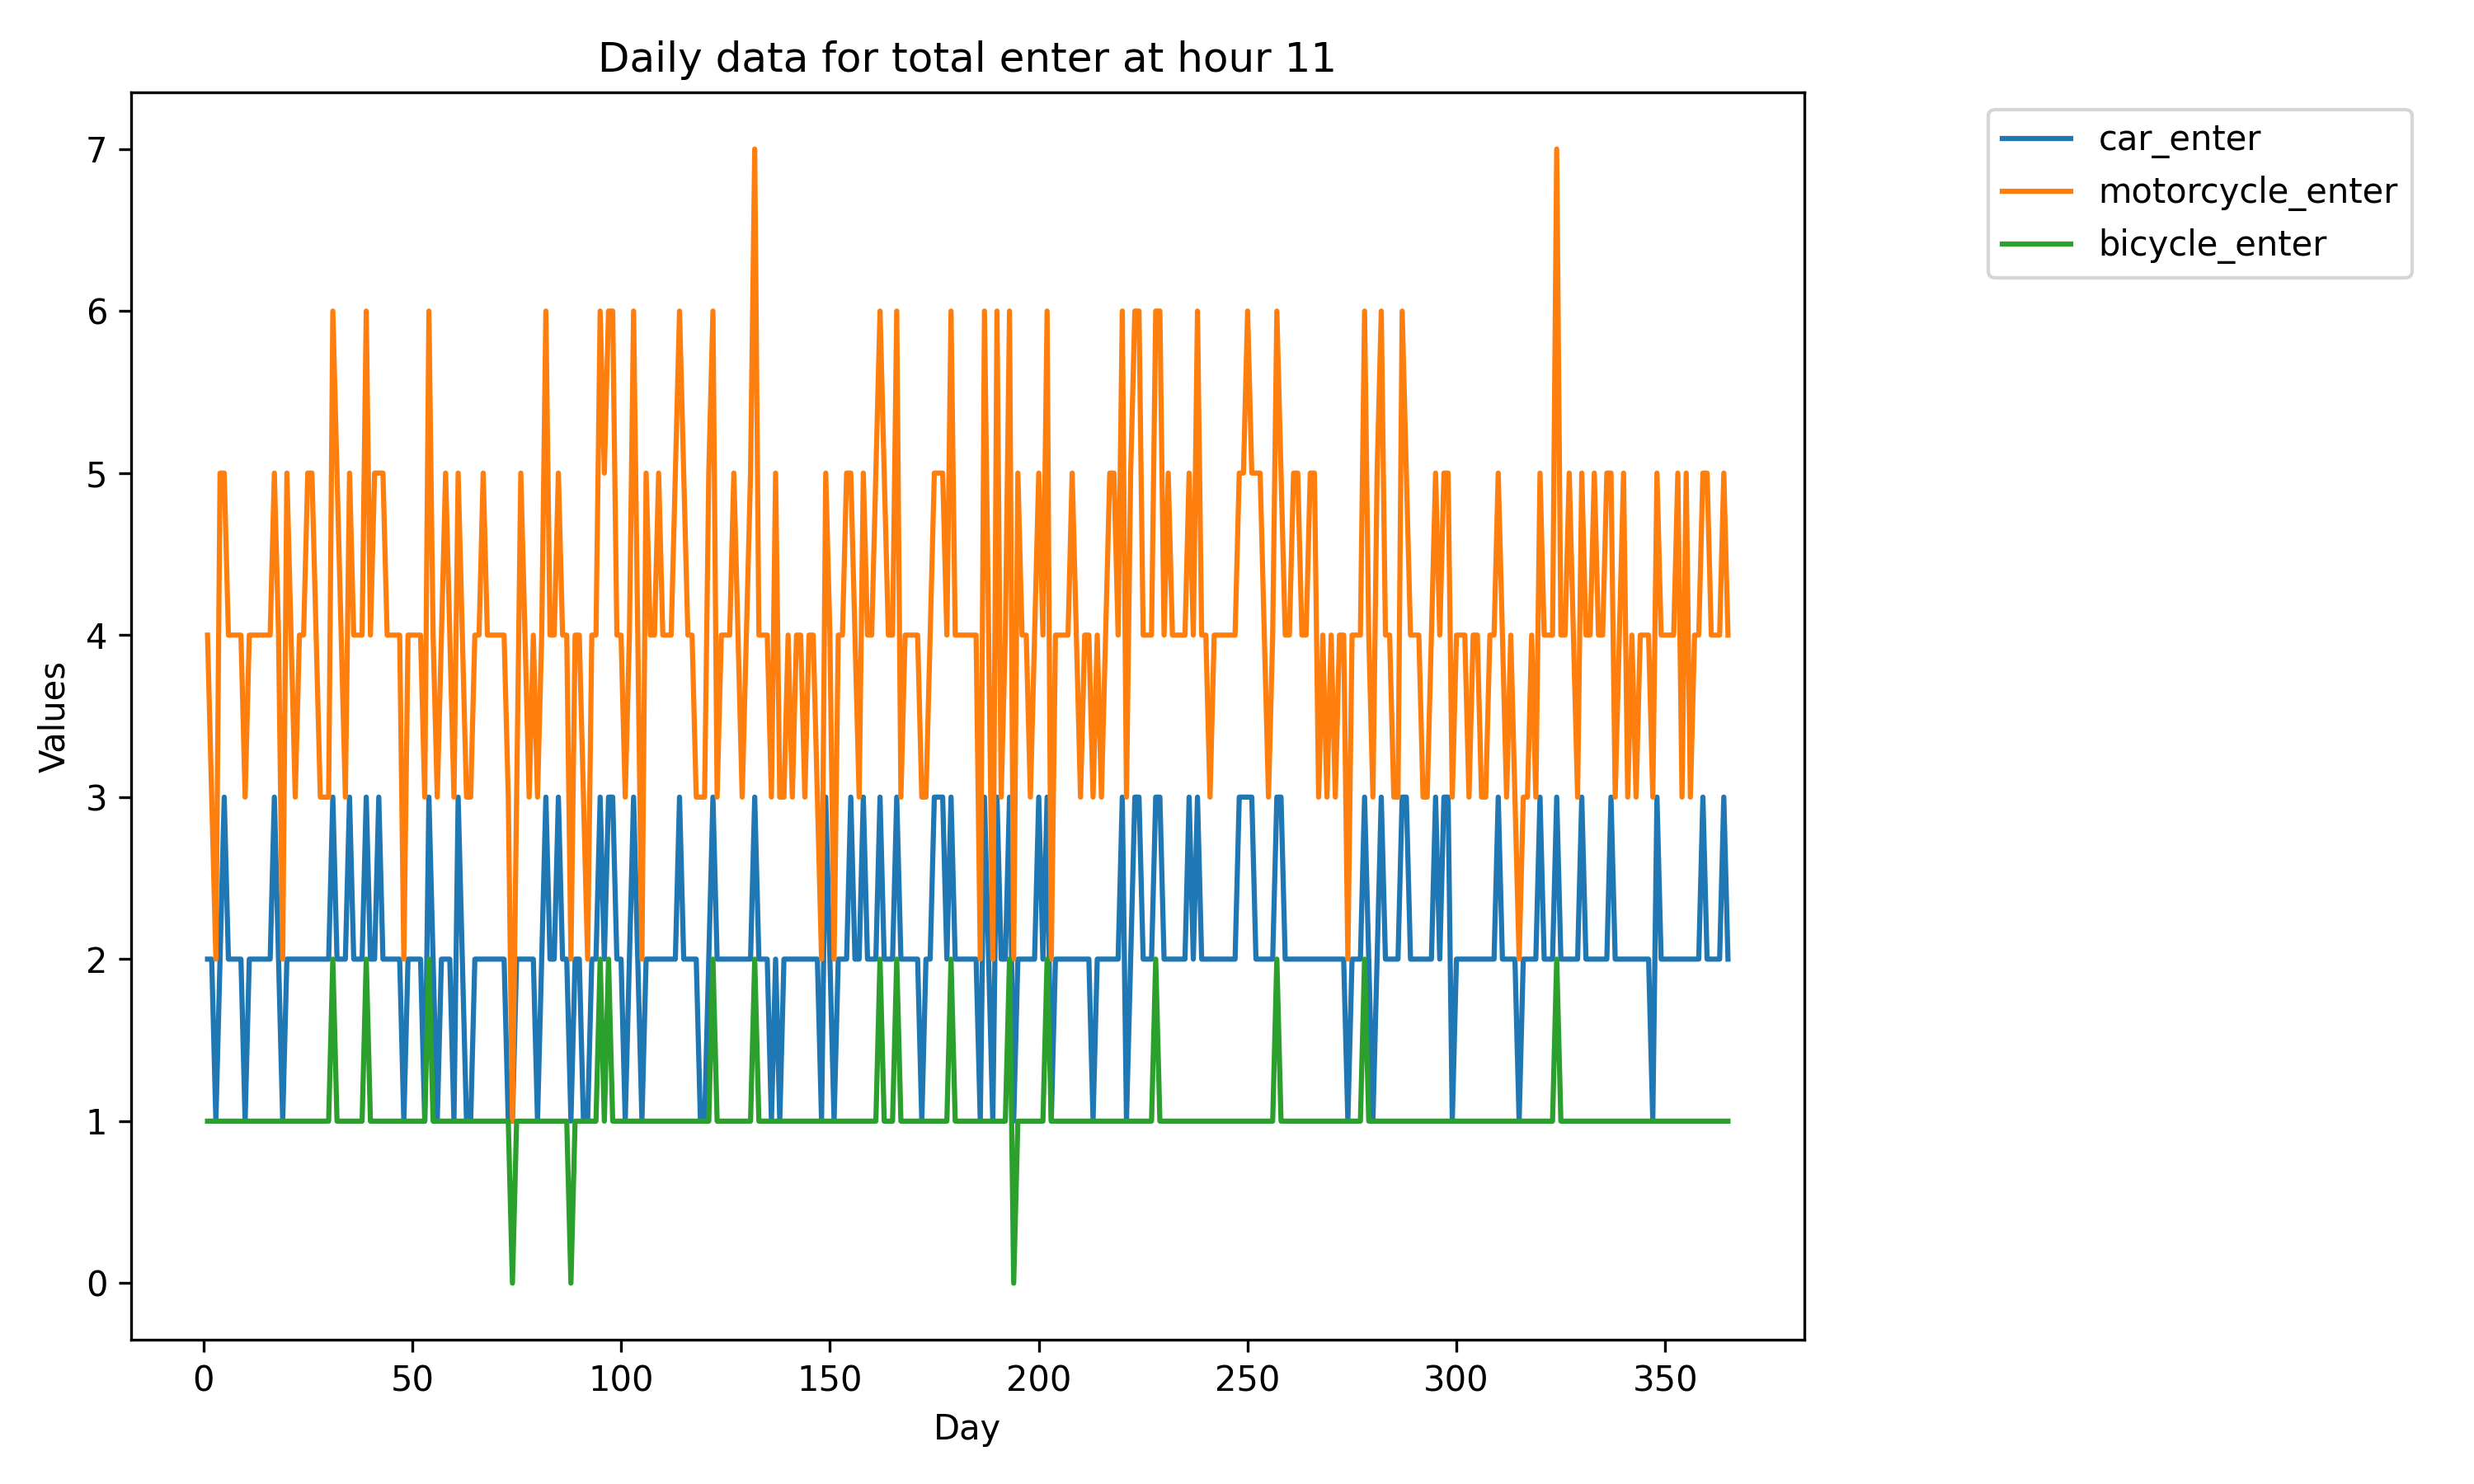 Daily data for total enter at hour 11
car_enter
motorcycle_enter
bicycle_enter
7
6
5
4
3
2
1
0
Values
0 50 100 150 200 250 300 350
Day